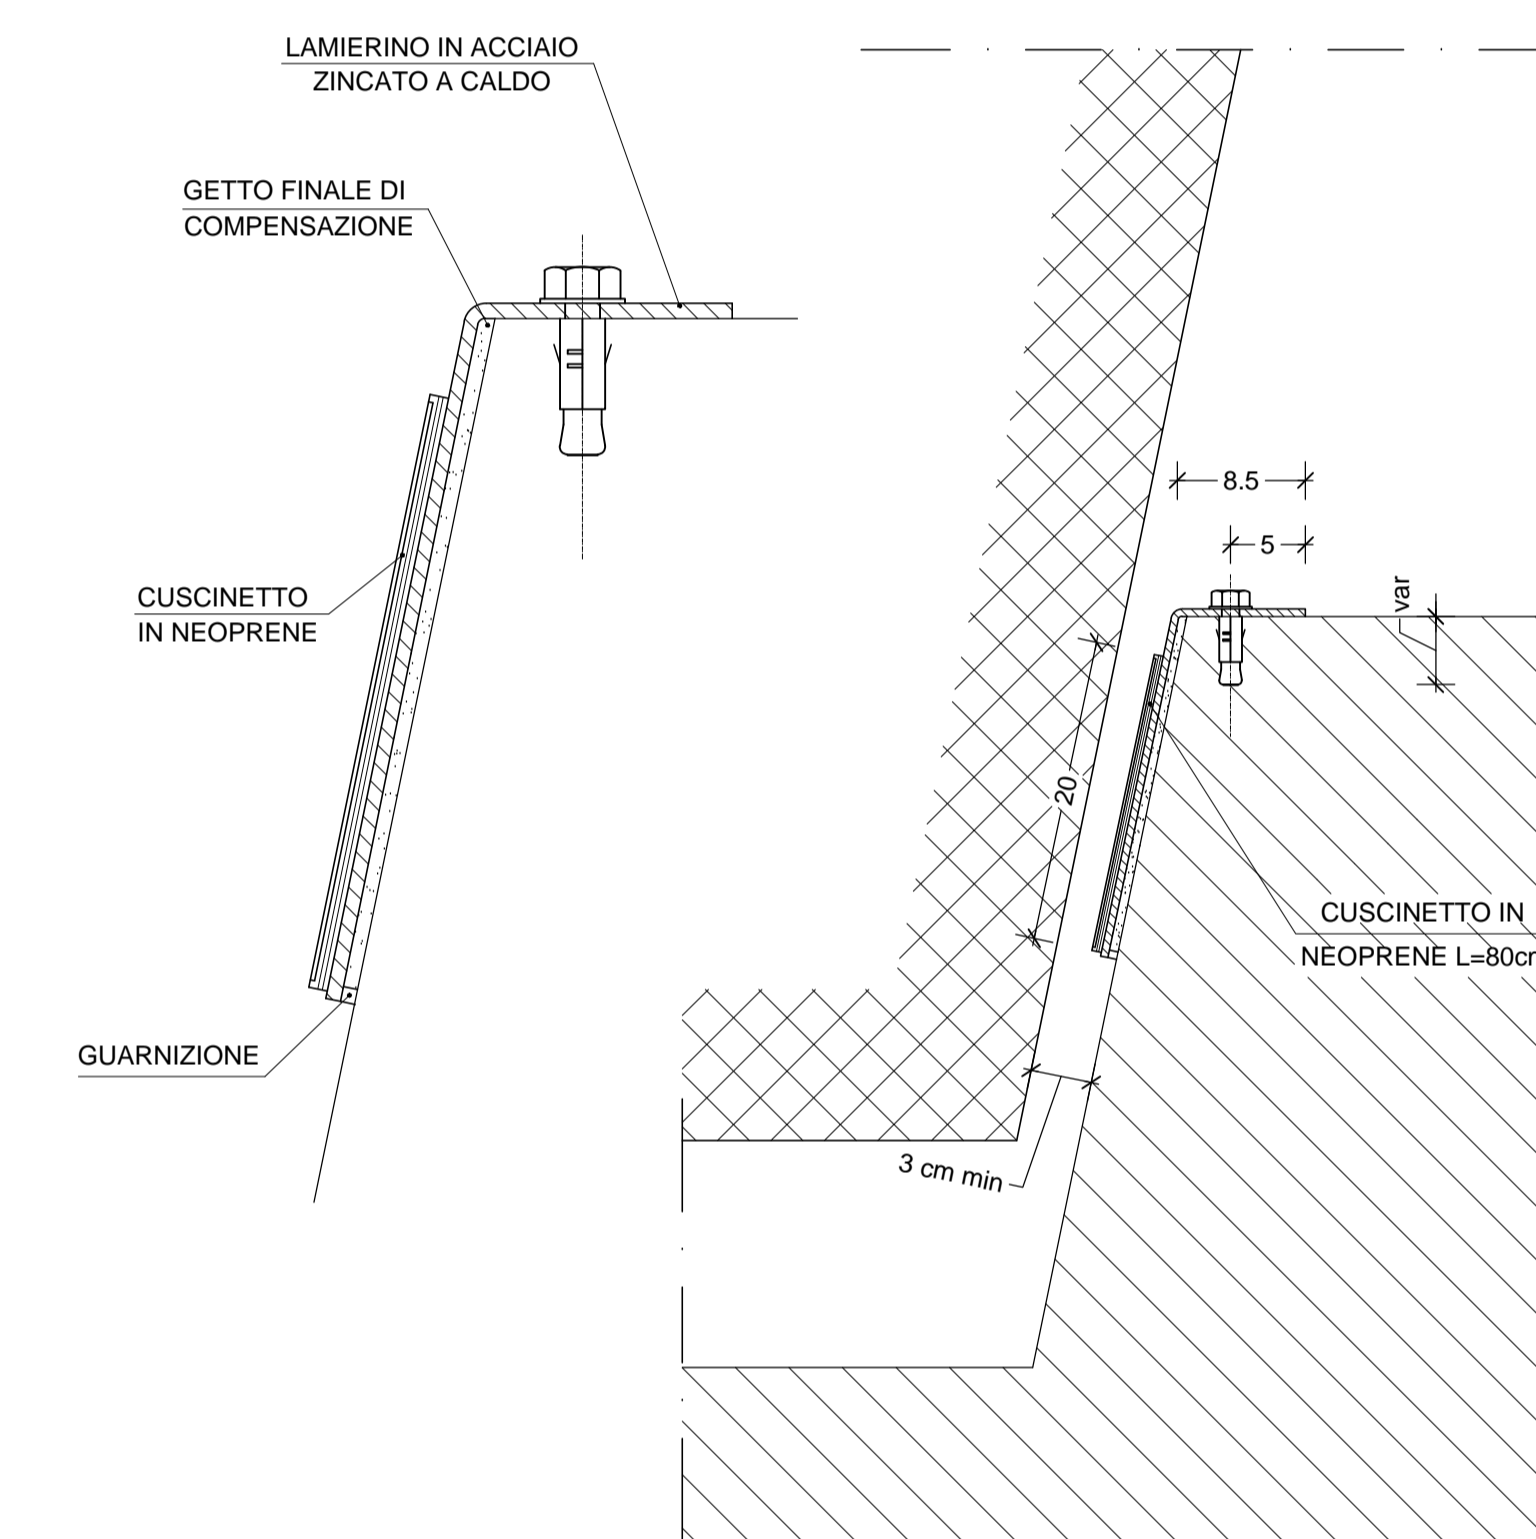 LAMIERINO IN ACCIAIO
ZINCATO A CALDO
GETTO FINALE DI
COMPENSAZIONE
CUSCINETTO
IN NEOPRENE
GUARNIZIONE
8.5
5
var
20
CUSCINETTO IN
NEOPRENE L=80cm
3 cm min